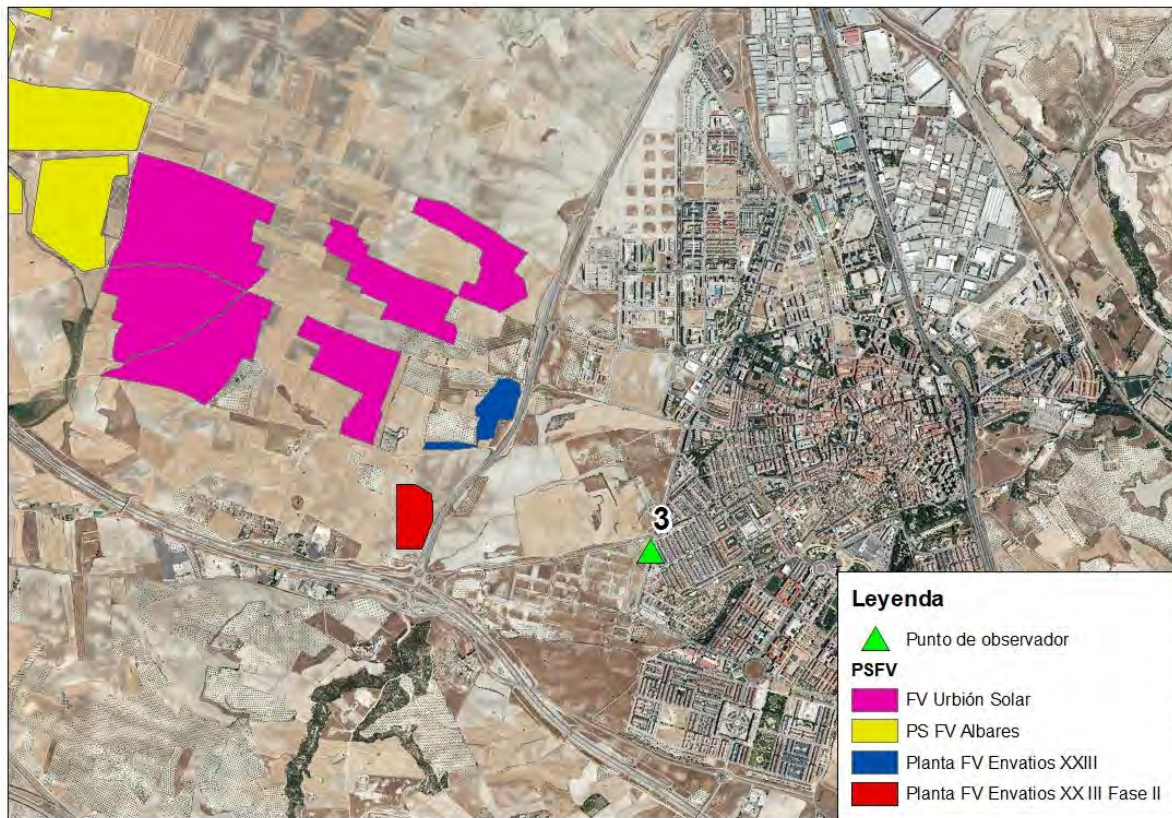 3
Leyenda
Punto de observador
PSFV
FV Urbión Solar
PS FV Albares
Planta FV Envatios XXIII
Planta FV Envatios XX III Fase II